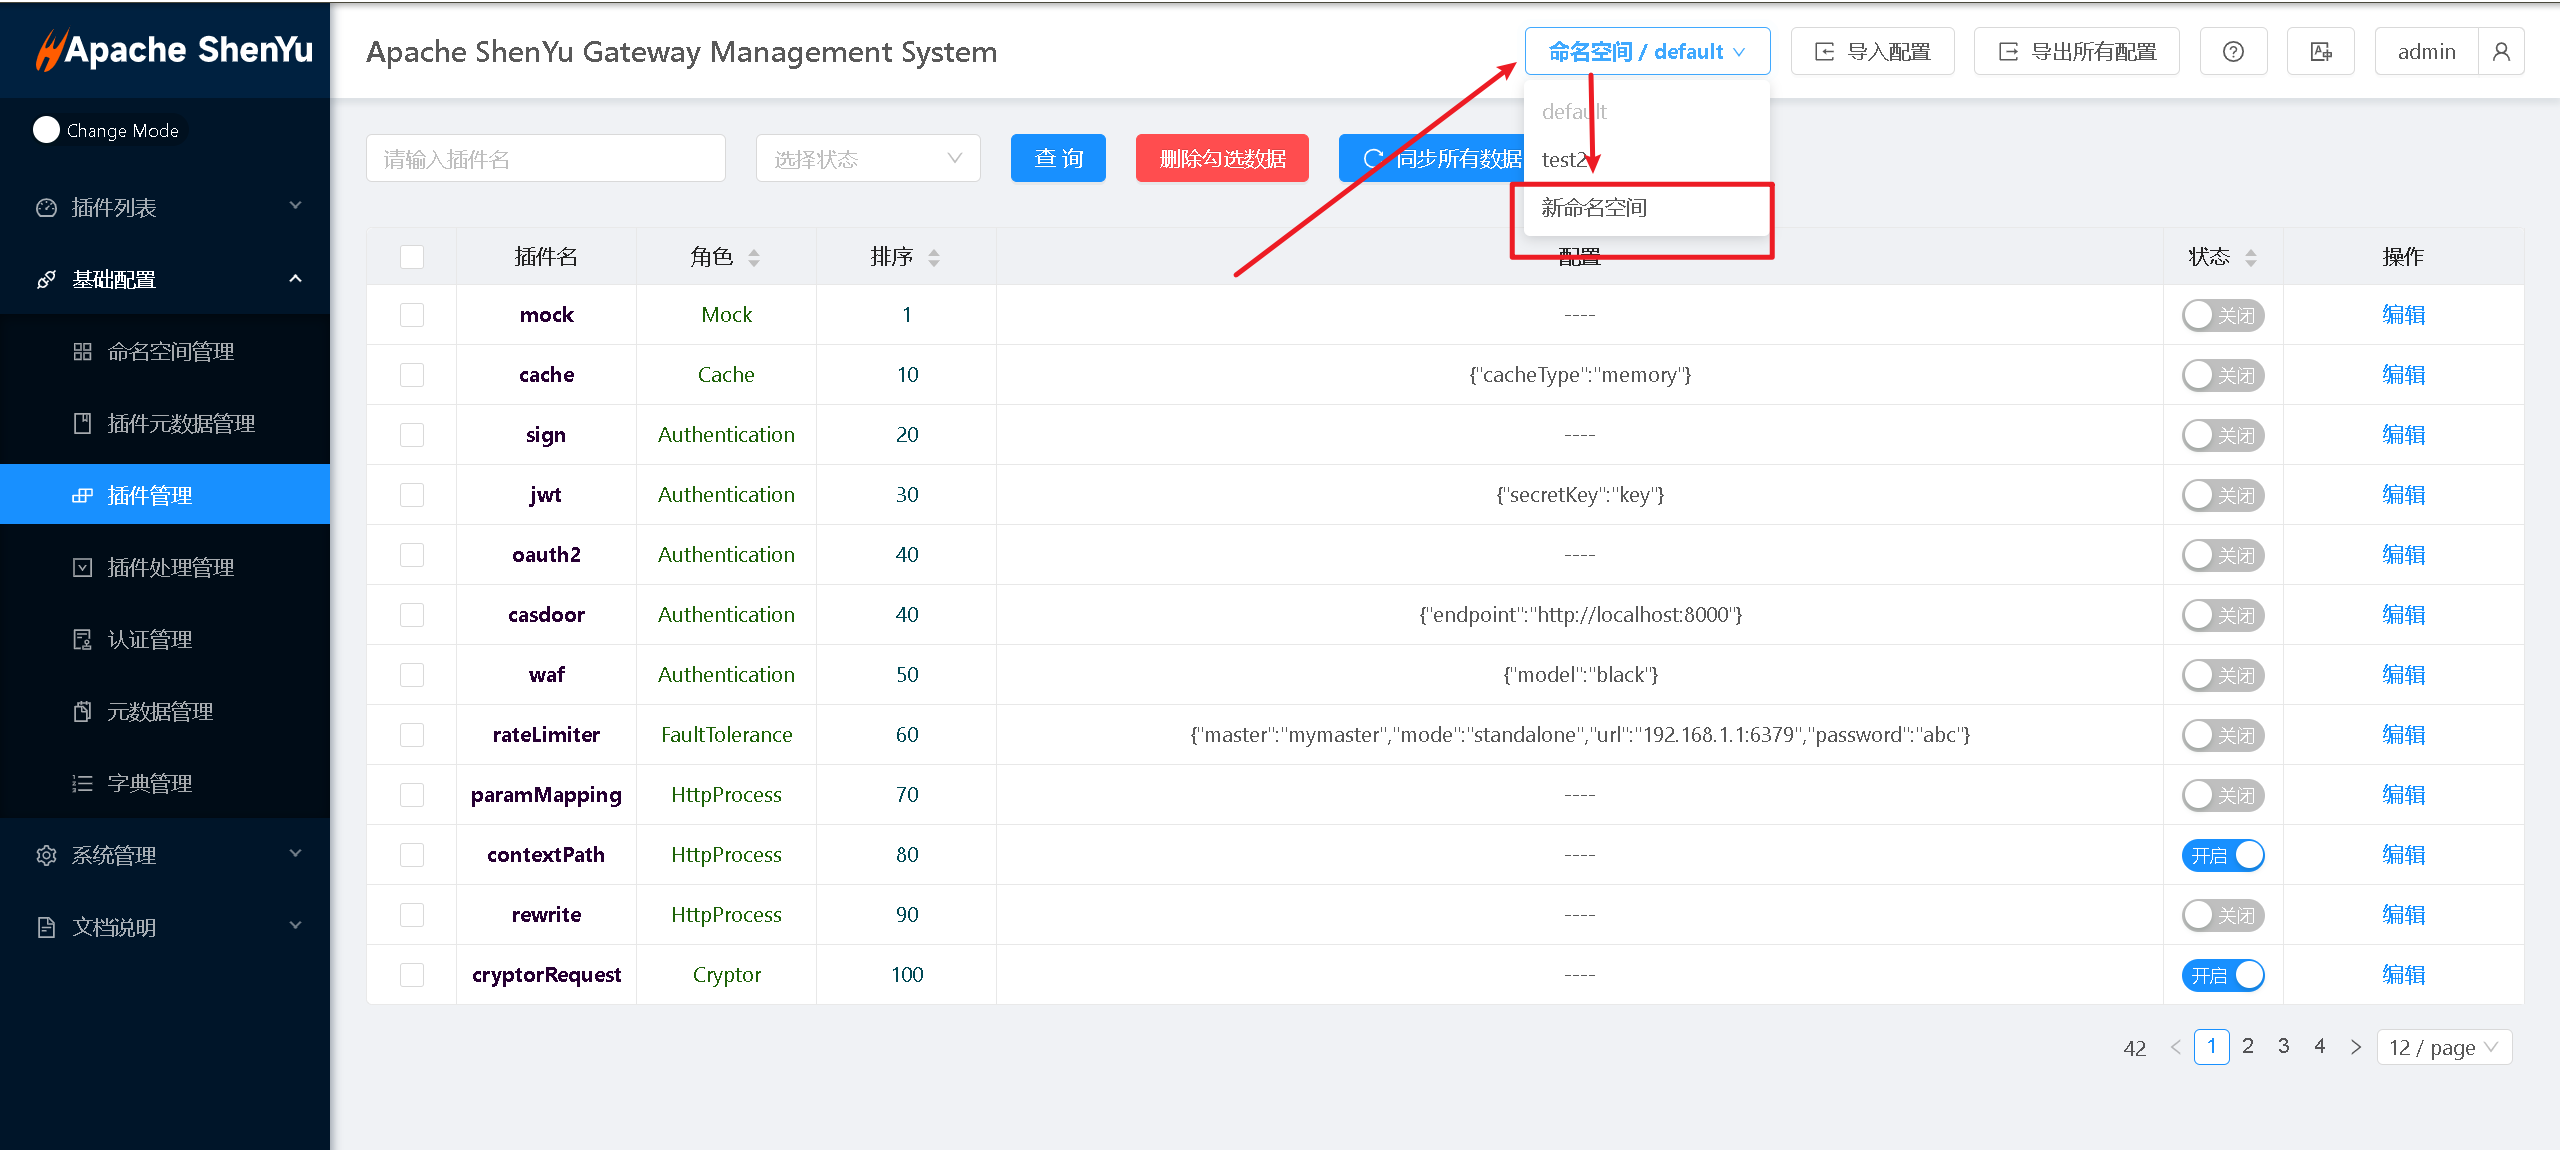 Apache ShenYu
Apache ShenYu Gateway Management System
命名空间 / default
导入配置
导出所有配置
admin
Change Mode
default
test2
新命名空间
请输入插件名
选择状态
查 询
删除勾选数据
同步所有数据
插件列表
基础配置
命名空间管理
插件元数据管理
插件管理
插件处理管理
认证管理
元数据管理
字典管理
系统管理
文档说明
插件名 角色 排序 配置 状态 操作
mock Mock 1 ---- 关闭 编辑
cache Cache 10 {"cacheType":"memory"} 关闭 编辑
sign Authentication 20 ---- 关闭 编辑
jwt Authentication 30 {"secretKey":"key"} 关闭 编辑
oauth2 Authentication 40 ---- 关闭 编辑
casdoor Authentication 40 {"endpoint":"http://localhost:8000"} 关闭 编辑
waf Authentication 50 {"model":"black"} 关闭 编辑
rateLimiter FaultTolerance 60 {"master":"mymaster","mode":"standalone","url":"192.168.1.1:6379","password":"abc"} 关闭 编辑
paramMapping HttpProcess 70 ---- 关闭 编辑
contextPath HttpProcess 80 ---- 开启 编辑
rewrite HttpProcess 90 ---- 关闭 编辑
cryptorRequest Cryptor 100 ---- 开启 编辑
42 < 1 2 3 4 > 12 / page